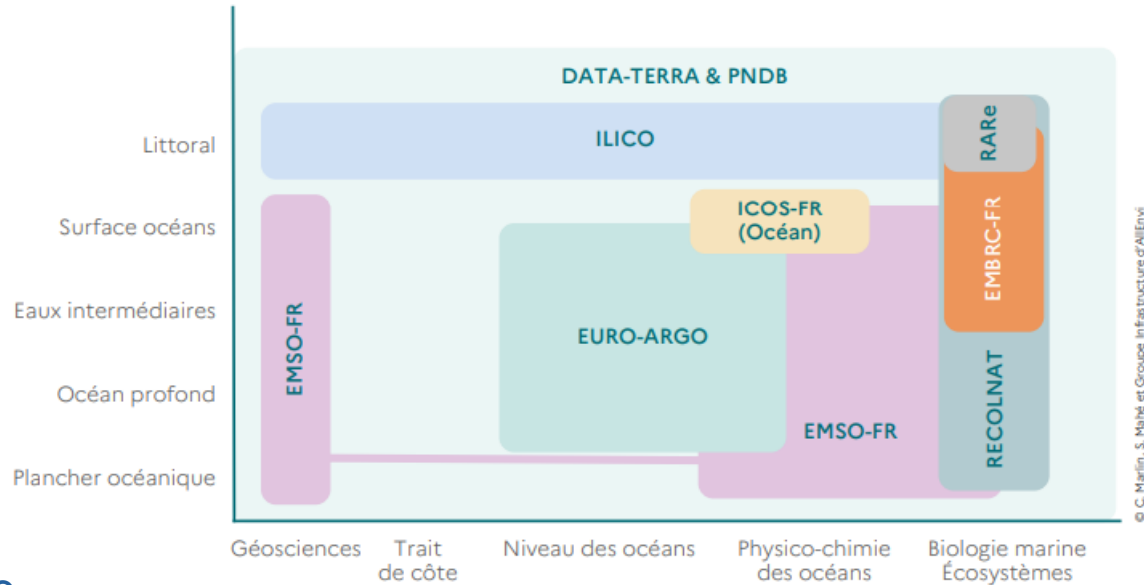 DATA-TERRA & PNDB
Littoral
ILICO
RARe
Surface océans
ICOS-FR
(Océan)
EMBRC-FR
Eaux intermédiaires
EMSO-FR
EURO-ARGO
Océan profond
EMSO-FR
RECOLNAT
Plancher océanique
Géosciences
Trait
de côte
Niveau des océans
Physico-chimie
des océans
Biologie marine
Écosystèmes
© C. Marlin, S. Mahé et Groupe Infrastructure d'AllEnvi